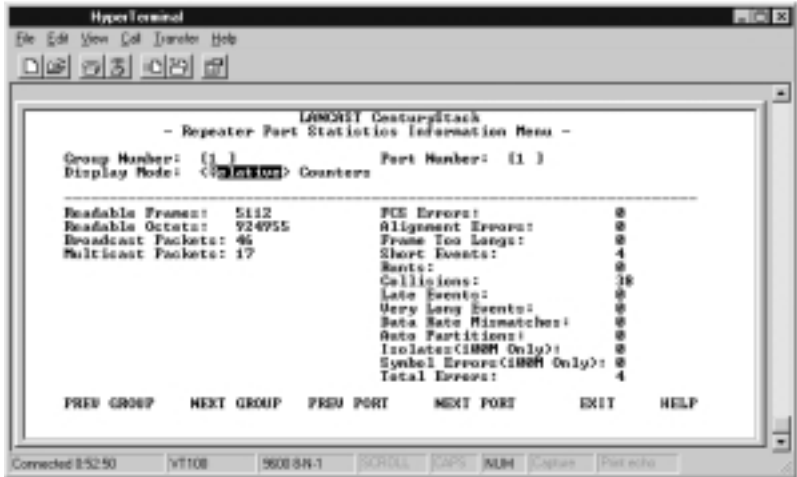 HyperTerminal
File Edit View Call Transfer Help
LANCAST CenturyStack
- Repeater Port Statistics Information Menu -
Group Number: [1 ] Port Number: [1 ]
Display Mode: <Relative> Counters
Readable Frames: 5112 FCS Errors: 0
Readable Octets: 924955 Alignment Errors: 0
Broadcast Packets: 46 Frame Too Longs: 0
Multicast Packets: 17 Short Events: 4
Runts: 0
Collisions: 38
Late Events: 0
Very Long Events: 0
Data Rate Mismatches: 0
Auto Partitions: 0
Isolates(100M Only): 0
Symbol Errors(100M Only): 0
Total Errors: 4
PREV GROUP NEXT GROUP PREV PORT NEXT PORT EXIT HELP
Connected 0:52:50 VT100 9600 8-N-1 SCROLL CAPS NUM Capture Print echo